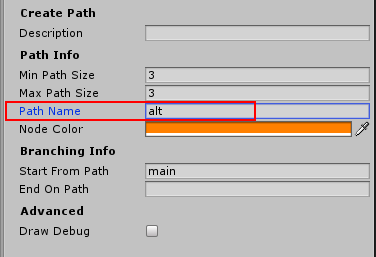 Create Path
Description
Path Info
Min Path Size 3
Max Path Size 3
Path Name alt
Node Color
Branching Info
Start From Path main
End On Path
Advanced
Draw Debug